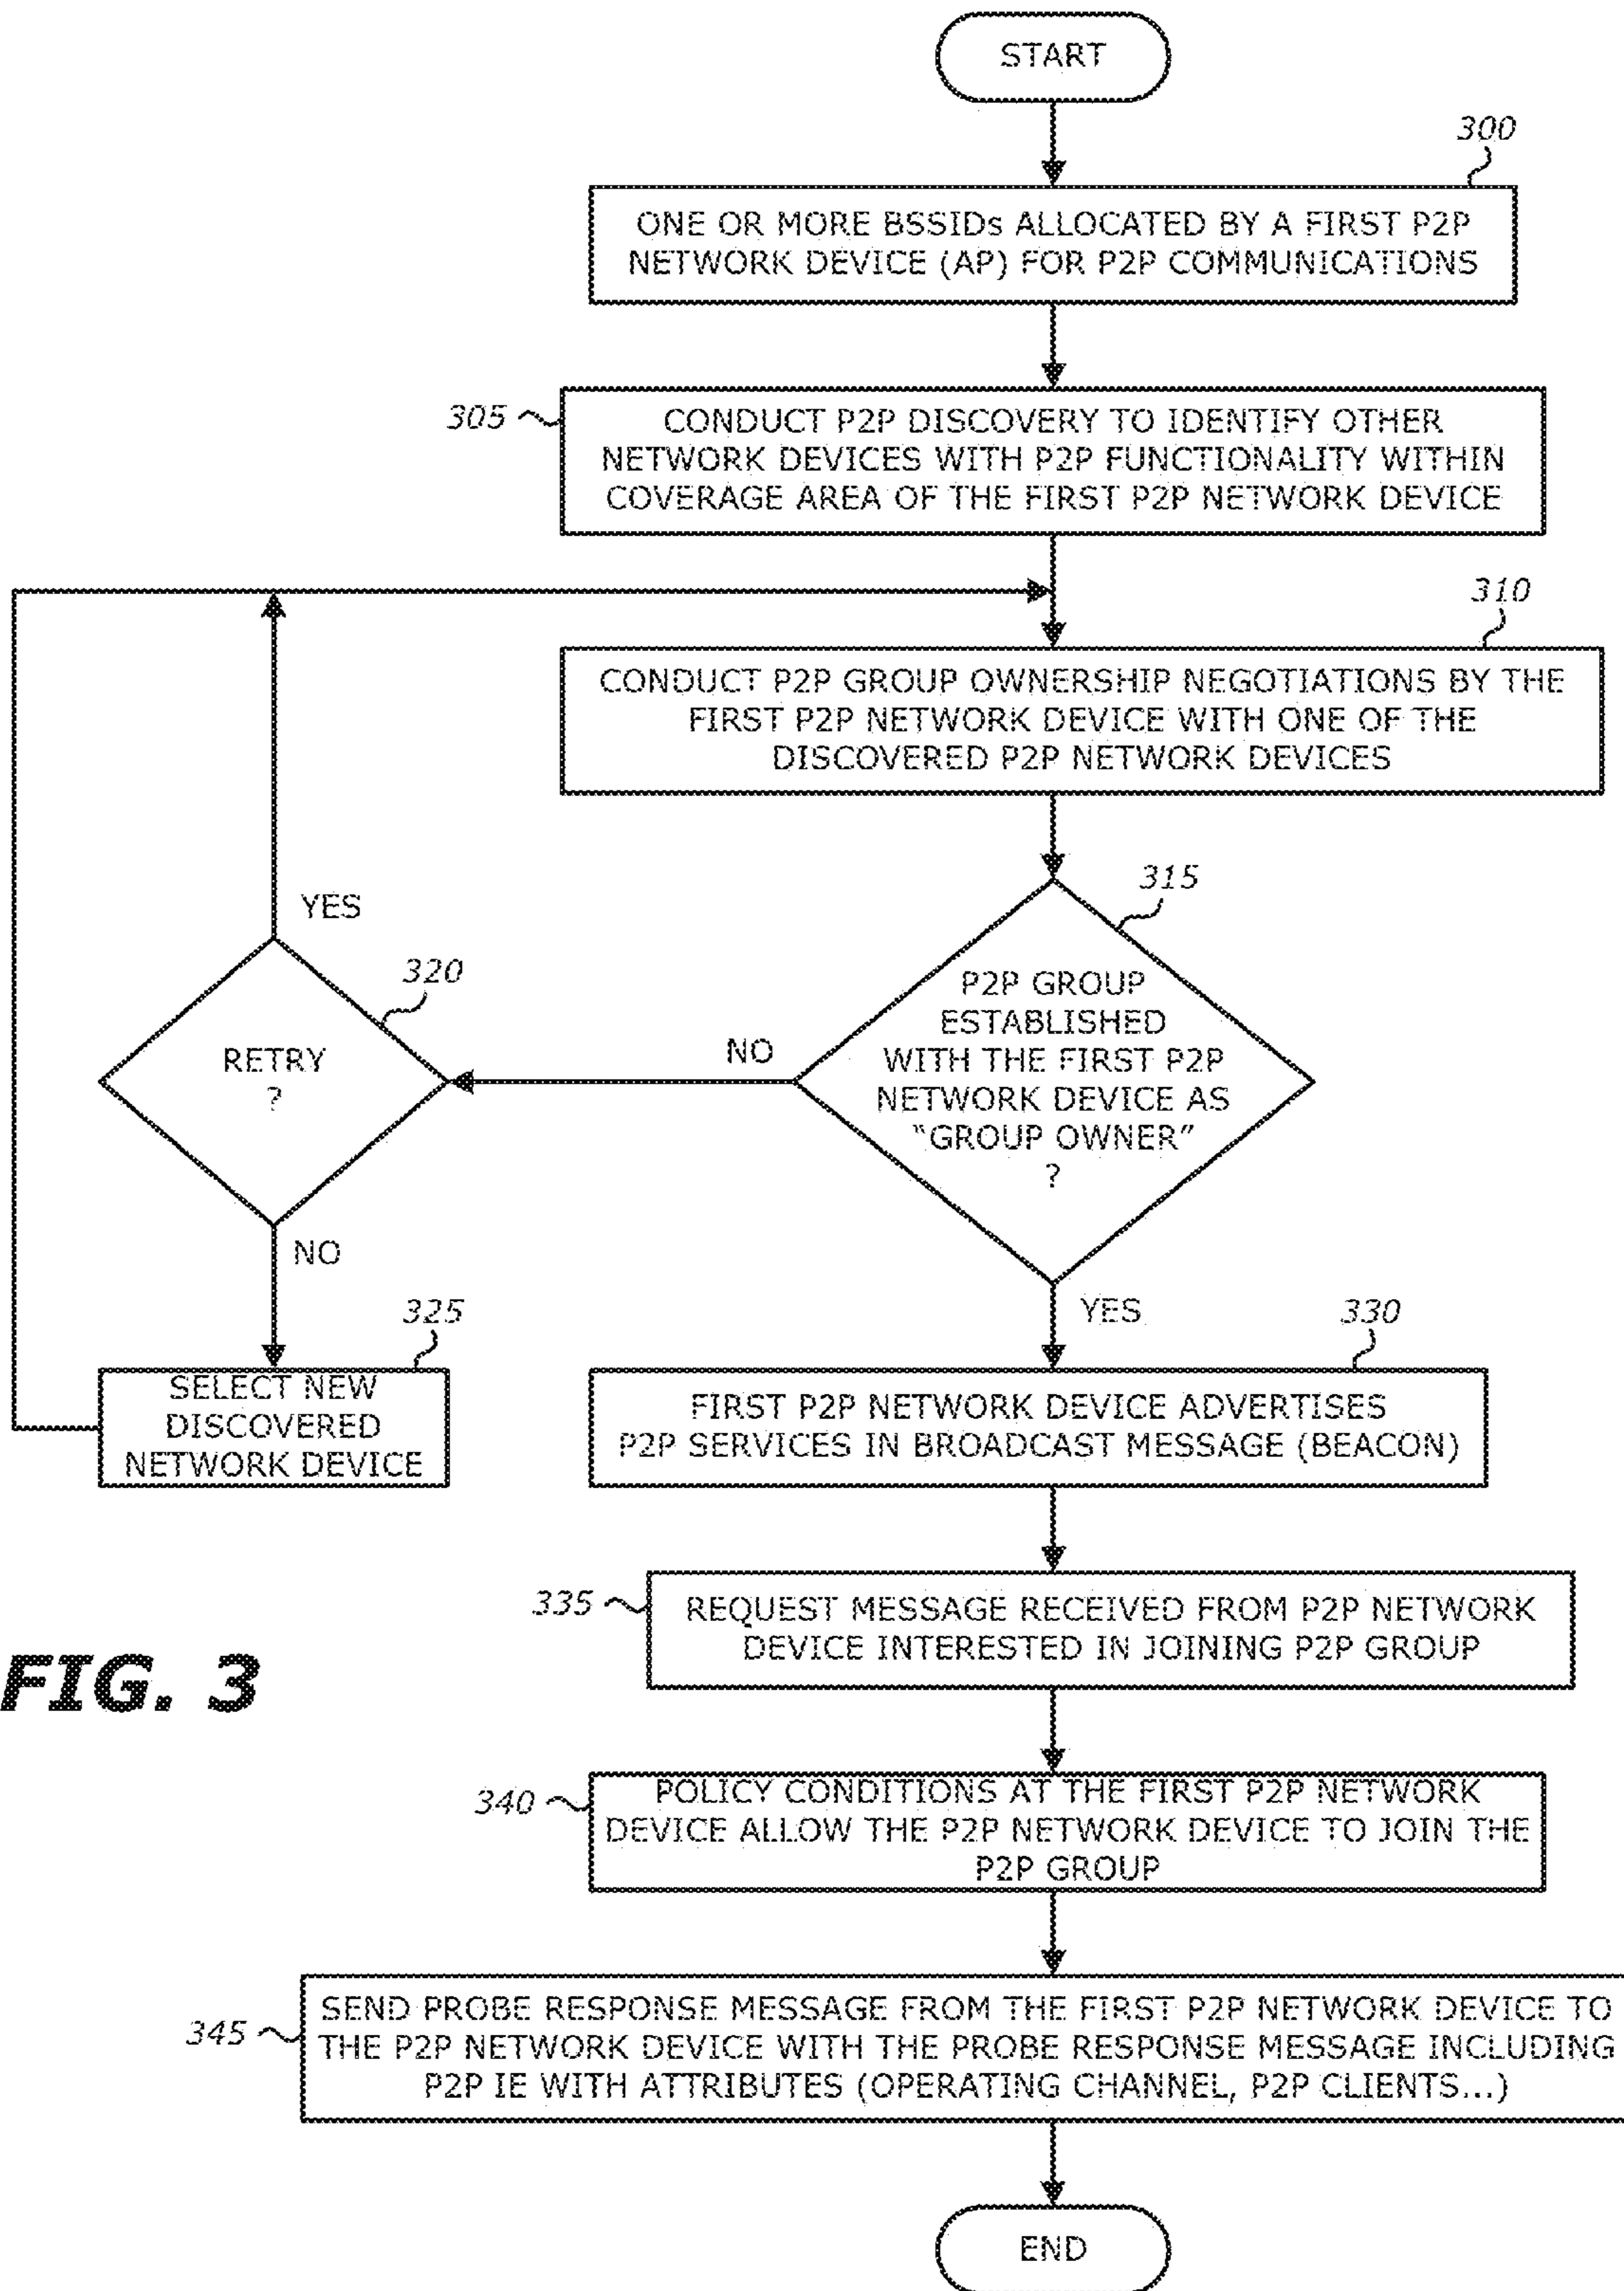 START
300
ONE OR MORE BSSIDs ALLOCATED BY A FIRST P2P
NETWORK DEVICE (AP) FOR P2P COMMUNICATIONS
305
CONDUCT P2P DISCOVERY TO IDENTIFY OTHER
NETWORK DEVICES WITH P2P FUNCTIONALITY WITHIN
COVERAGE AREA OF THE FIRST P2P NETWORK DEVICE
310
CONDUCT P2P GROUP OWNERSHIP NEGOTIATIONS BY THE
FIRST P2P NETWORK DEVICE WITH ONE OF THE
DISCOVERED P2P NETWORK DEVICES
315
P2P GROUP
ESTABLISHED
WITH THE FIRST P2P
NETWORK DEVICE AS
“GROUP OWNER”
?
NO
YES
320
RETRY
?
YES
NO
325
SELECT NEW
DISCOVERED
NETWORK DEVICE
330
FIRST P2P NETWORK DEVICE ADVERTISES
P2P SERVICES IN BROADCAST MESSAGE (BEACON)
335
REQUEST MESSAGE RECEIVED FROM P2P NETWORK
DEVICE INTERESTED IN JOINING P2P GROUP
FIG. 3
340
POLICY CONDITIONS AT THE FIRST P2P NETWORK
DEVICE ALLOW THE P2P NETWORK DEVICE TO JOIN THE
P2P GROUP
345
SEND PROBE RESPONSE MESSAGE FROM THE FIRST P2P NETWORK DEVICE TO
THE P2P NETWORK DEVICE WITH THE PROBE RESPONSE MESSAGE INCLUDING
P2P IE WITH ATTRIBUTES (OPERATING CHANNEL, P2P CLIENTS...)
END